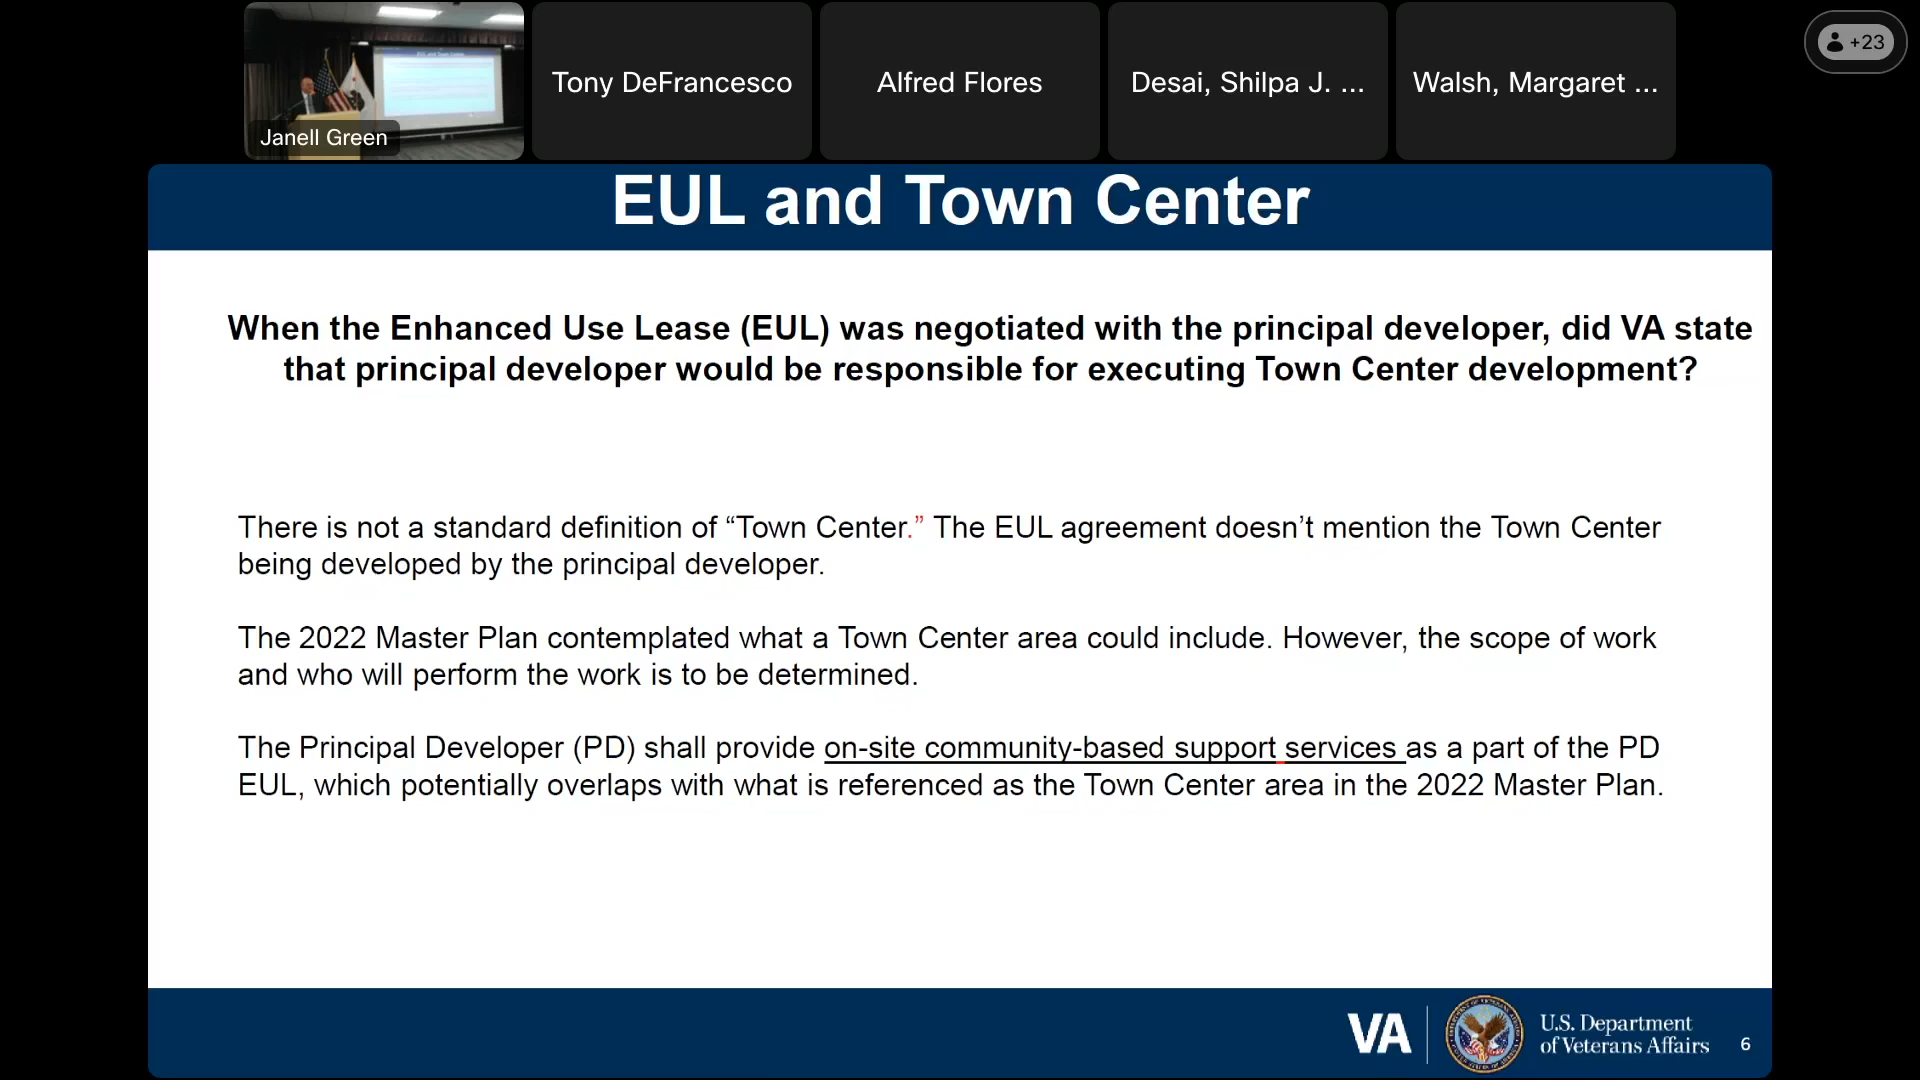 Janell Green
Tony DeFrancesco
Alfred Flores
Desai, Shilpa J. ...
Walsh, Margaret ...
+23
EUL and Town Center
When the Enhanced Use Lease (EUL) was negotiated with the principal developer, did VA state
that principal developer would be responsible for executing Town Center development?
There is not a standard definition of “Town Center.” The EUL agreement doesn’t mention the Town Center
being developed by the principal developer.
The 2022 Master Plan contemplated what a Town Center area could include. However, the scope of work
and who will perform the work is to be determined.
The Principal Developer (PD) shall provide on-site community-based support services as a part of the PD
EUL, which potentially overlaps with what is referenced as the Town Center area in the 2022 Master Plan.
VA
U.S. Department
of Veterans Affairs
6